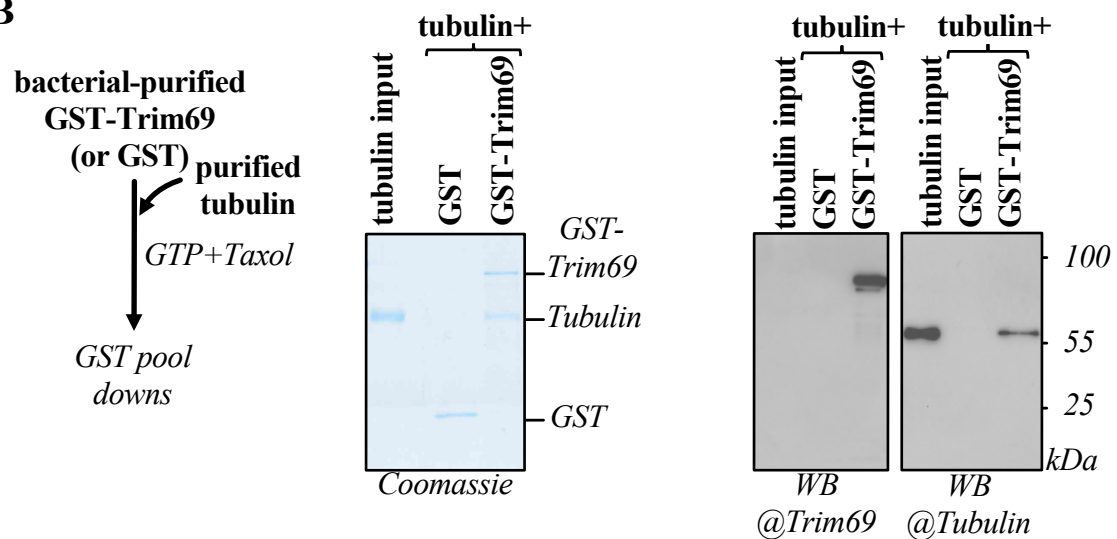 B
bacterial-purified
GST-Trim69
(or GST)
purified
tubulin
GTP+Taxol
GST pool
downs
tubulin+
tubulin input
GST
GST-Trim69
GST-
Trim69
Tubulin
GST
Coomassie
tubulin+
tubulin input
GST
GST-Trim69
WB
@Trim69
tubulin+
tubulin input
GST
GST-Trim69
100
55
25
kDa
WB
@Tubulin